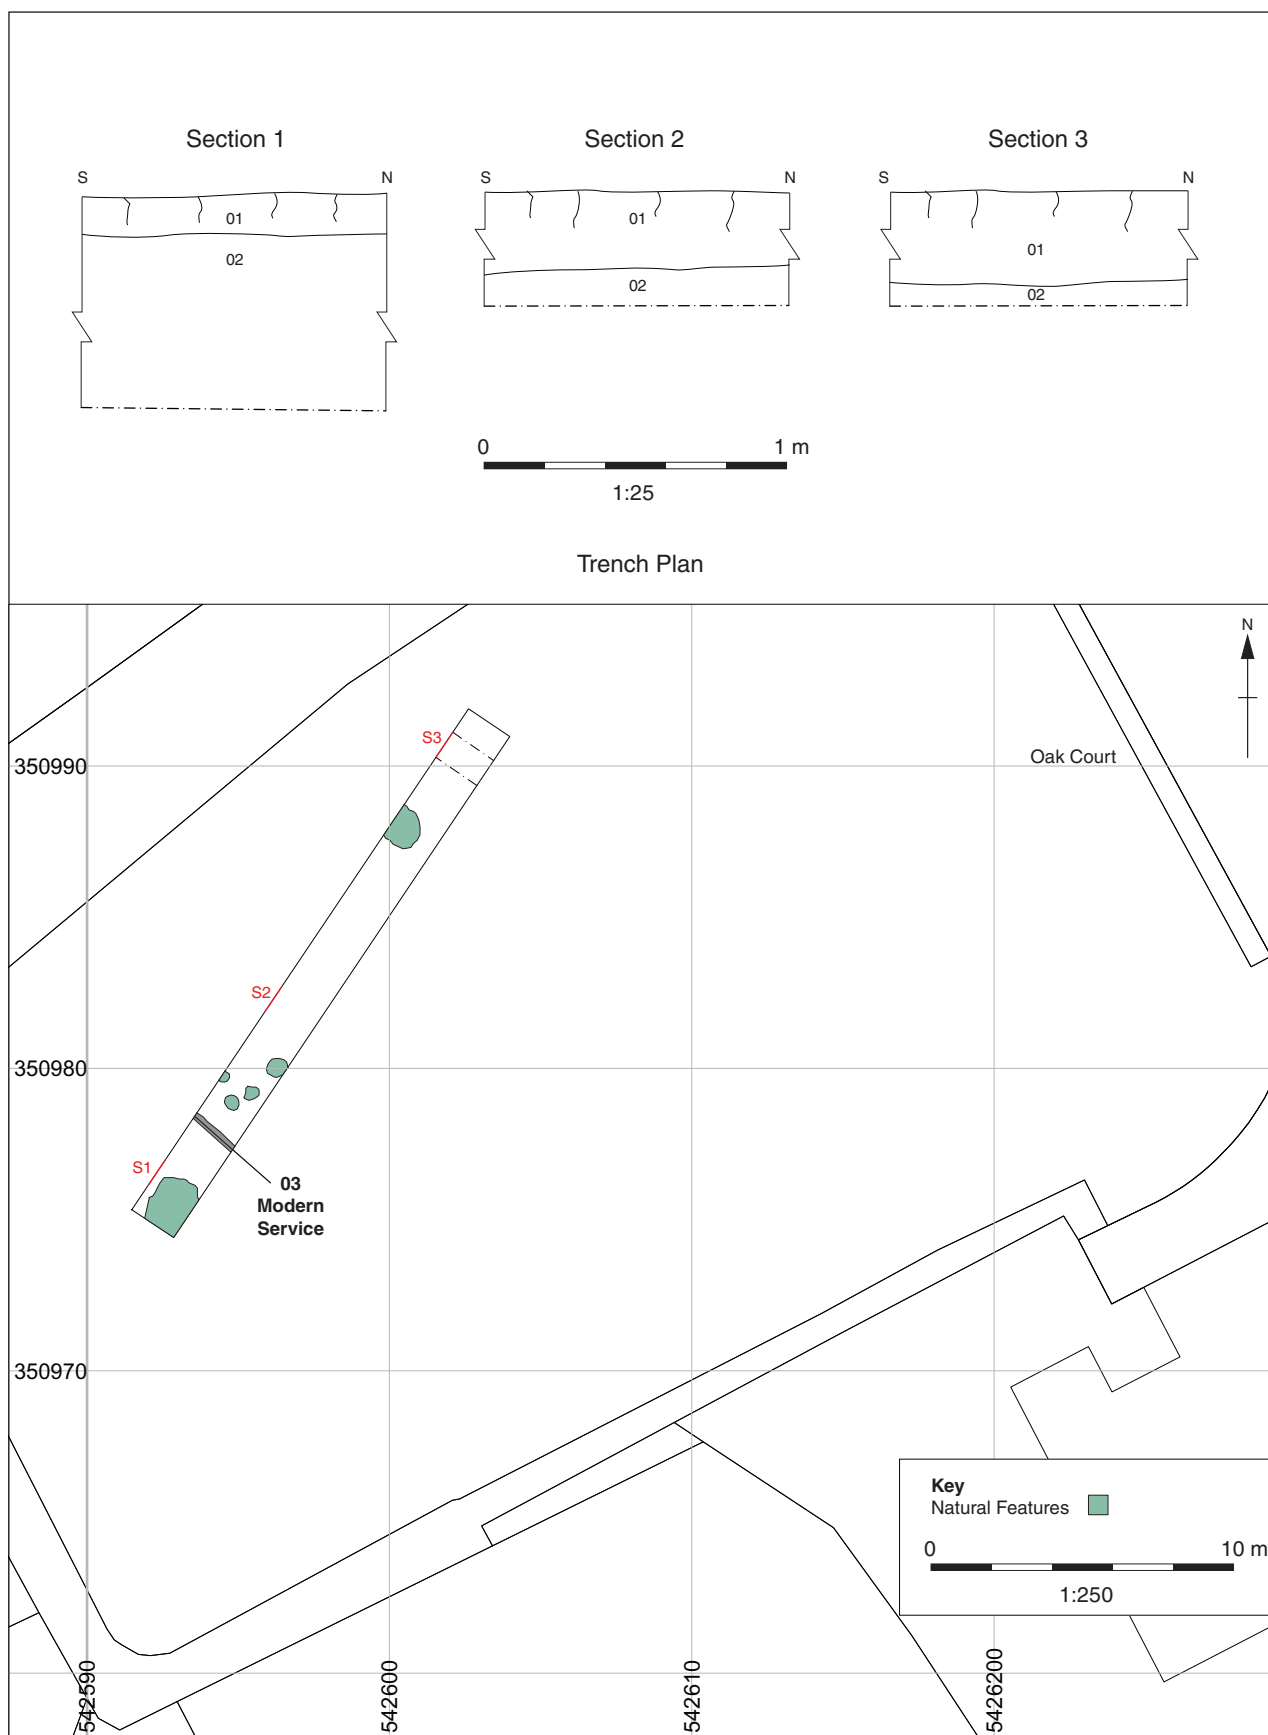 Section 1
Section 2
Section 3
S N
S N
S N
01
02
01
02
01
02
0 1 m
1:25
Trench Plan
N
S3
350990
Oak Court
S2
350980
S1
03
Modern
Service
350970
Key
Natural Features
0 10 m
1:250
542590
542600
542610
5426200